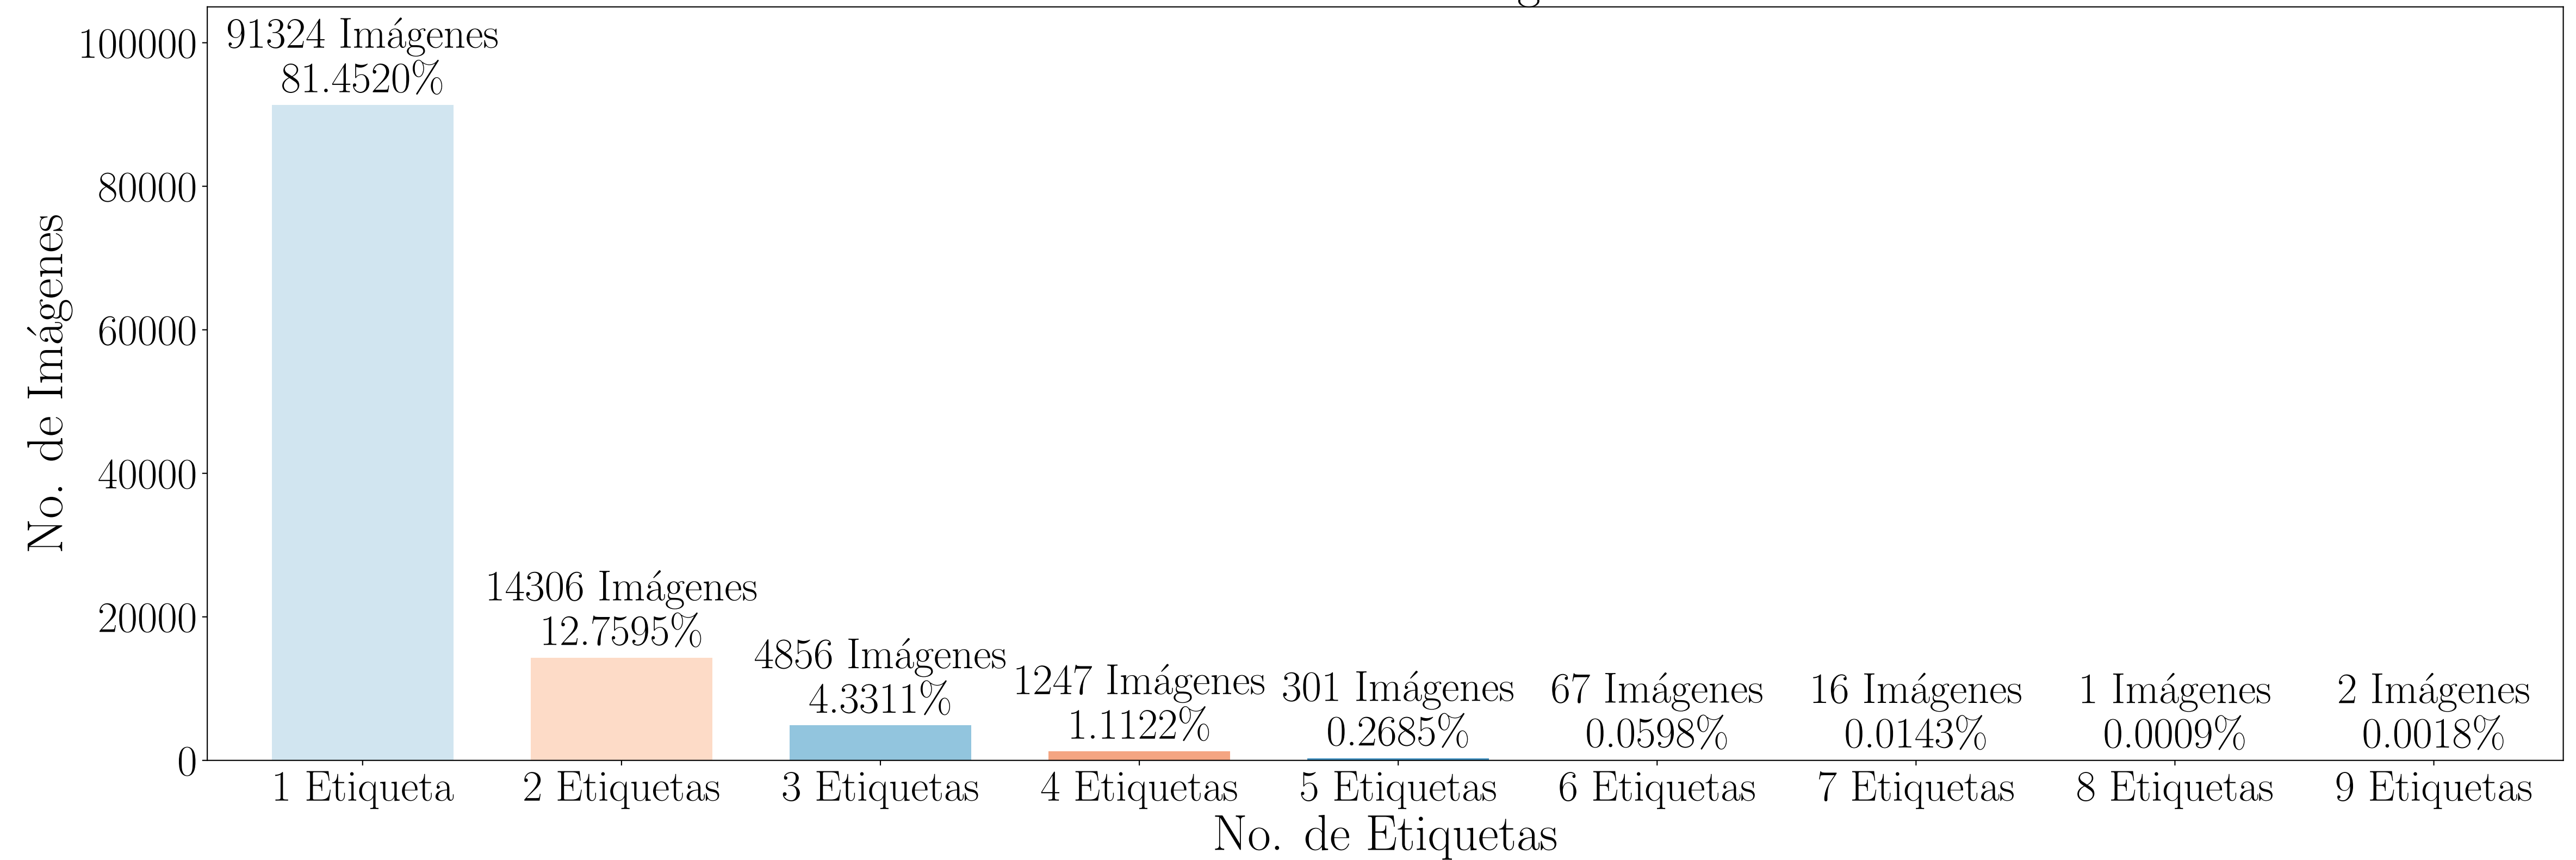 No. de Imágenes
100000
80000
60000
40000
20000
0
91324 Imágenes
81.4520%
14306 Imágenes
12.7595%
4856 Imágenes
4.3311%
1247 Imágenes
1.1122%
301 Imágenes
0.2685%
67 Imágenes
0.0598%
16 Imágenes
0.0143%
1 Imágenes
0.0009%
2 Imágenes
0.0018%
1 Etiqueta
2 Etiquetas
3 Etiquetas
4 Etiquetas
5 Etiquetas
6 Etiquetas
7 Etiquetas
8 Etiquetas
9 Etiquetas
No. de Etiquetas